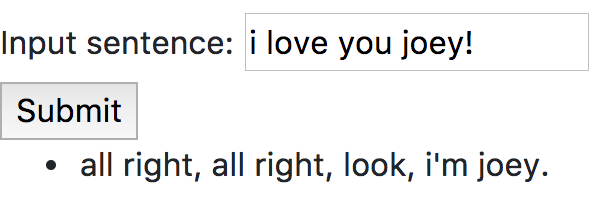 Input sentence: i love you joey!
Submit
• all right, all right, look, i'm joey.